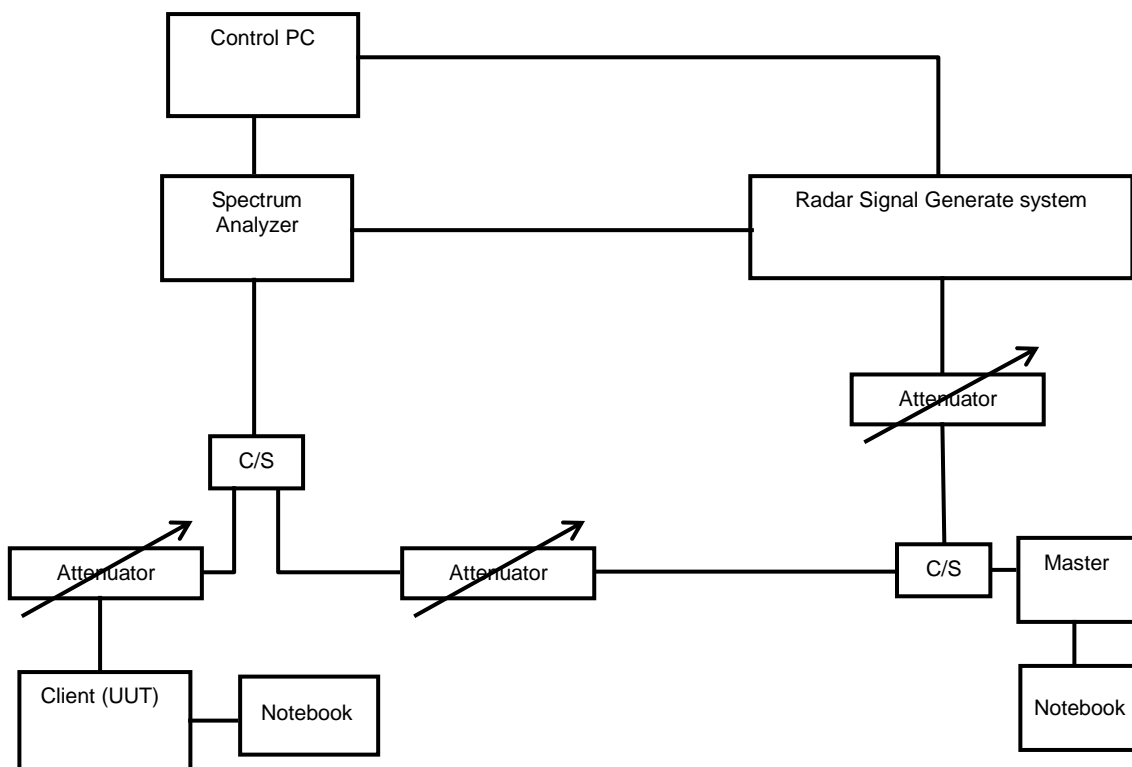 Control PC
Spectrum
Analyzer
Radar Signal Generate system
Attenuator
C/S
Attenuator
Attenuator
C/S
Master
Client (UUT)
Notebook
Notebook